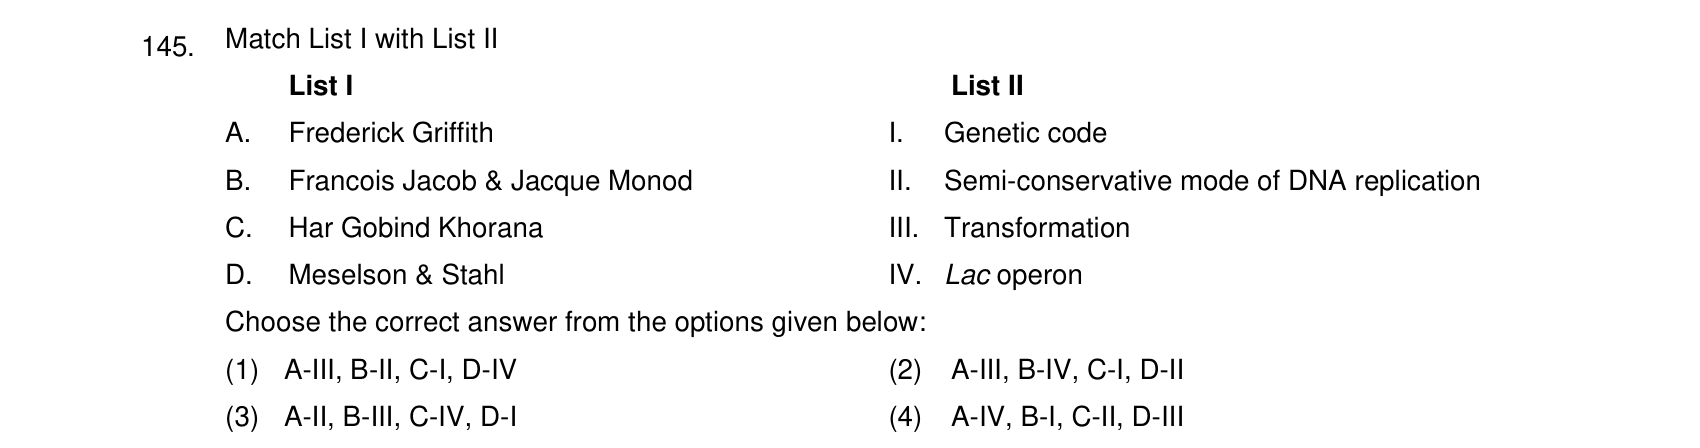 145. Match List I with List II
List I List II
A. Frederick Griffith I. Genetic code
B. Francois Jacob & Jacque Monod II. Semi-conservative mode of DNA replication
C. Har Gobind Khorana III. Transformation
D. Meselson & Stahl IV. Lac operon
Choose the correct answer from the options given below:
(1) A-III, B-II, C-I, D-IV (2) A-III, B-IV, C-I, D-II
(3) A-II, B-III, C-IV, D-I (4) A-IV, B-I, C-II, D-III